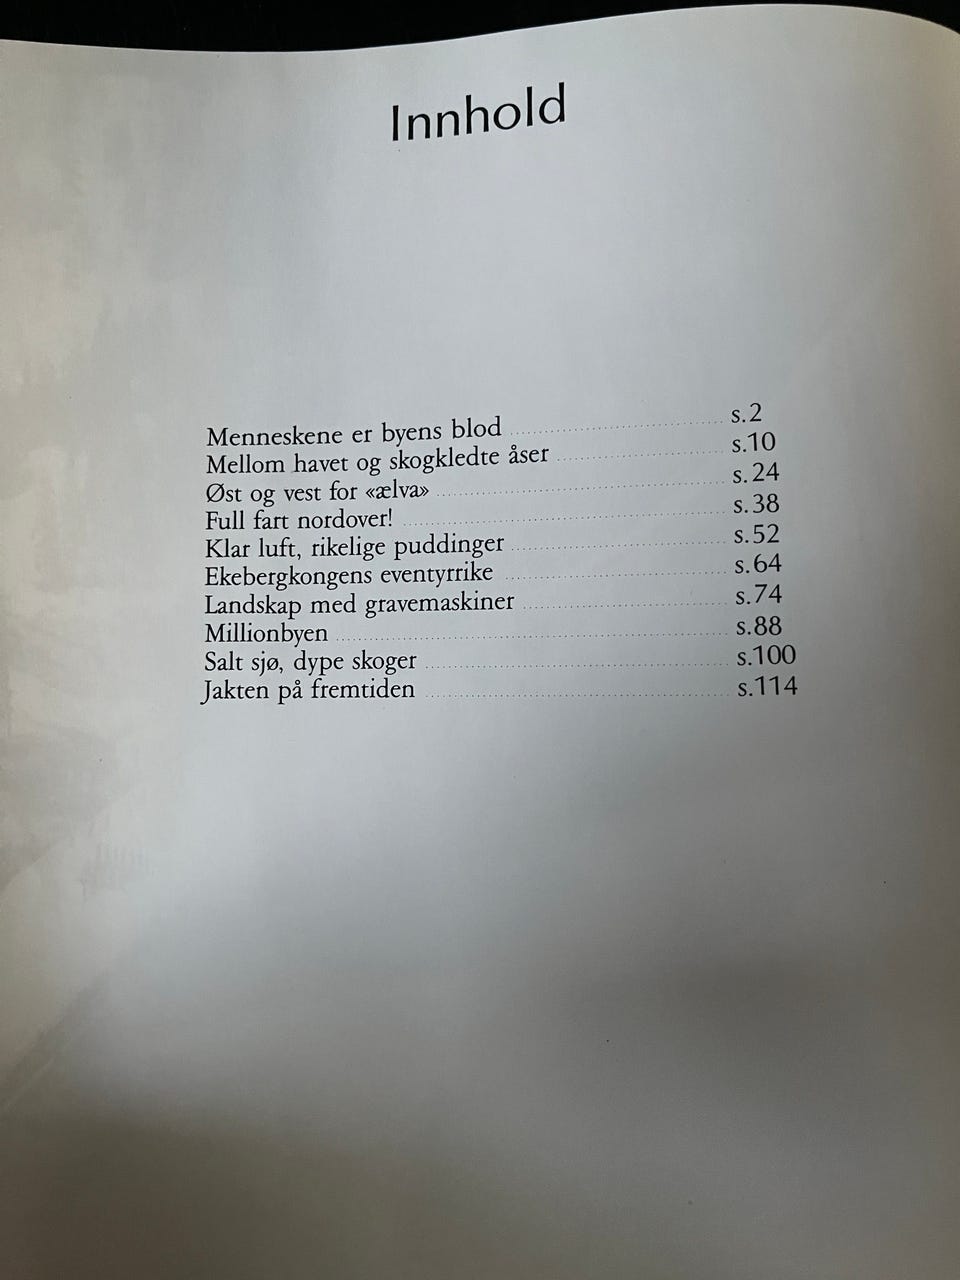 Innhold
Menneskene er byens blod ........ s.2
Mellom havet og skogkledte åser ........ s.10
Øst og vest for «ælva» ........ s.24
Full fart nordover! ........ s.38
Klar luft, rikelige puddinger ........ s.52
Ekebergkongens eventyrrike ........ s.64
Landskap med gravemaskiner ........ s.74
Millionbyen ........ s.88
Salt sjø, dype skoger ........ s.100
Jakten på fremtiden ........ s.114